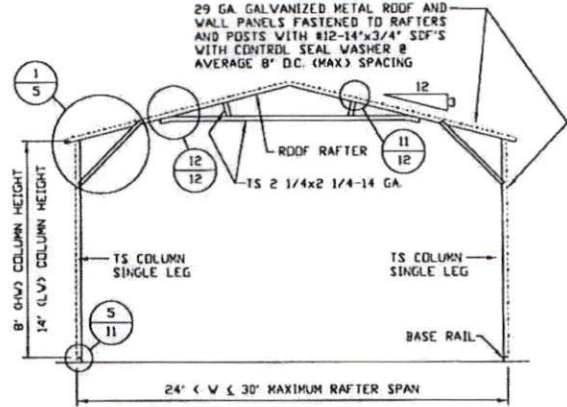 29 GA. GALVANIZED METAL ROOF AND
WALL PANELS FASTENED TO RAFTERS
AND POSTS WITH #12-14"x3/4" SDF'S
WITH CONTROL SEAL WASHER @
AVERAGE 8" O.C. (MAX) SPACING
1
5
12
3
ROOF RAFTER
11
12
12
12
TS 2 1/4x2 1/4-14 GA.
8' (HW) COLUMN HEIGHT
14' (LW) COLUMN HEIGHT
TS COLUMN
SINGLE LEG
TS COLUMN
SINGLE LEG
5
11
BASE RAIL
24' < W ≤ 30' MAXIMUM RAFTER SPAN